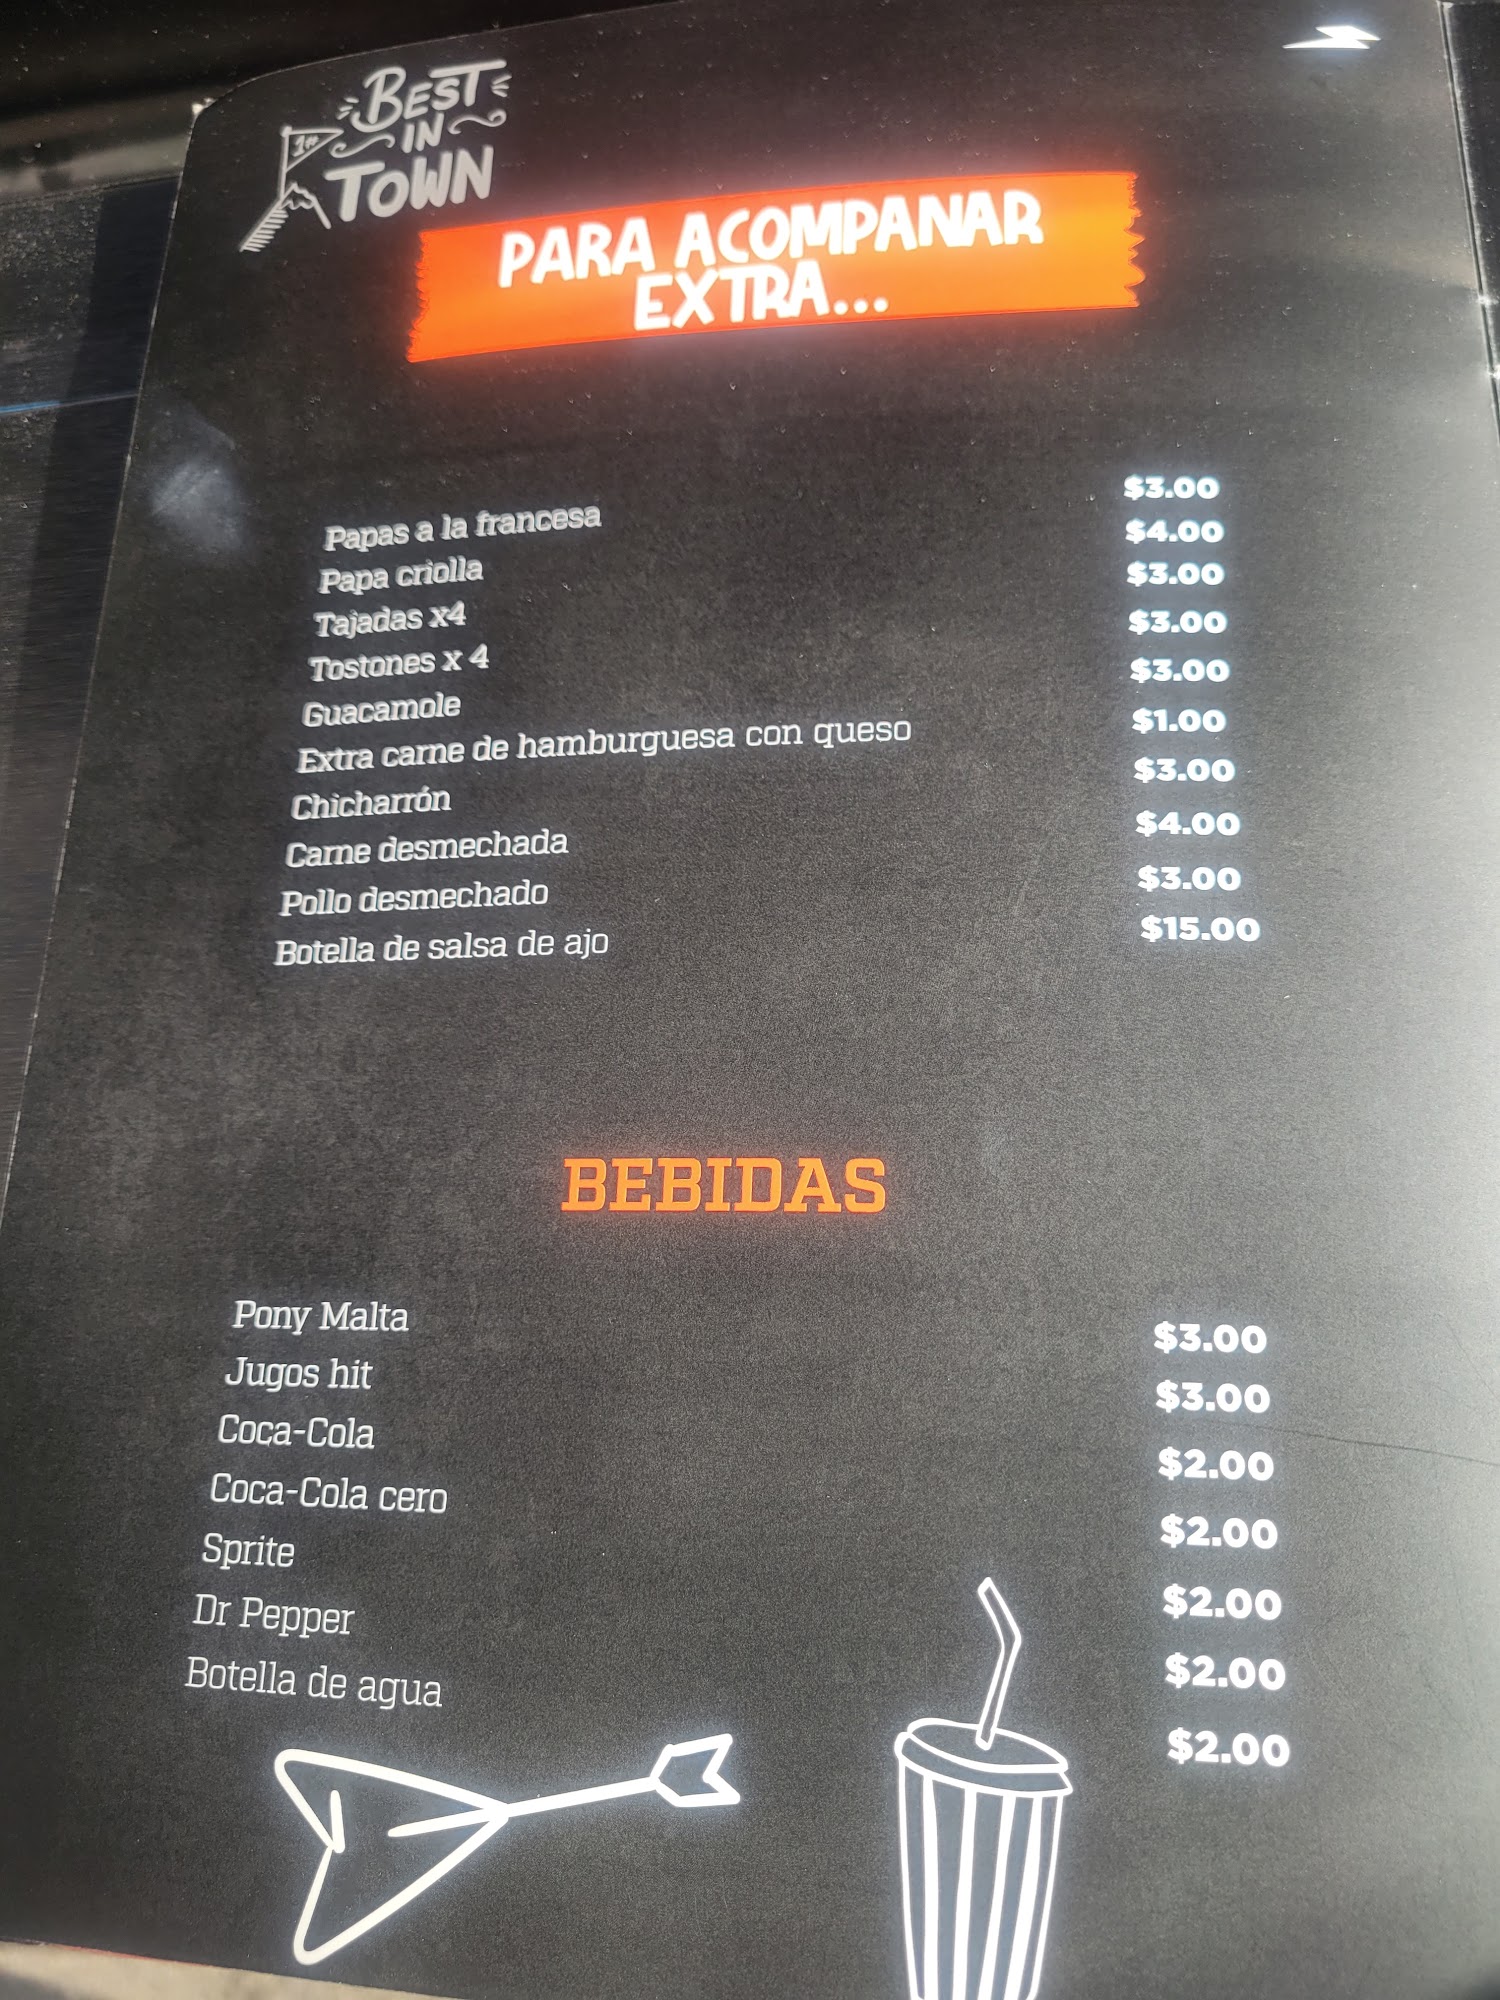 BEST
IN
TOWN
PARA ACOMPANAR
EXTRA...
Papas a la francesa $3.00
Papa criolla $4.00
Tajadas x4 $3.00
Tostones x 4 $3.00
Guacamole $3.00
Extra carne de hamburguesa con queso $1.00
Chicharrón $3.00
Carne desmechada $4.00
Pollo desmechado $3.00
Botella de salsa de ajo $15.00
BEBIDAS
Pony Malta $3.00
Jugos hit $3.00
Coca-Cola $2.00
Coca-Cola cero $2.00
Sprite $2.00
Dr Pepper $2.00
Botella de agua $2.00